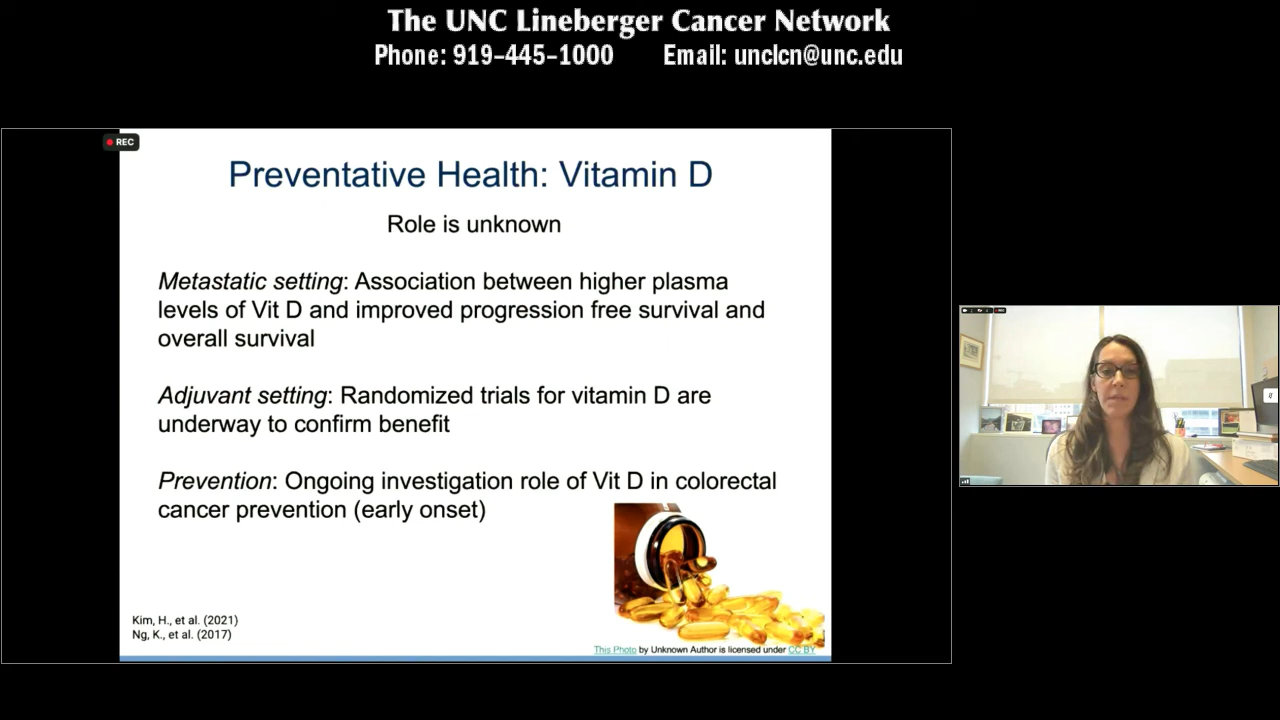 The UNC Lineberger Cancer Network
Phone: 919-445-1000 Email: unclcn@unc.edu
REC
Preventative Health: Vitamin D
Role is unknown
Metastatic setting: Association between higher plasma
levels of Vit D and improved progression free survival and
overall survival
Adjuvant setting: Randomized trials for vitamin D are
underway to confirm benefit
Prevention: Ongoing investigation role of Vit D in colorectal
cancer prevention (early onset)
Kim, H., et al. (2021)
Ng, K., et al. (2017)
This Photo by Unknown Author is licensed under CC BY